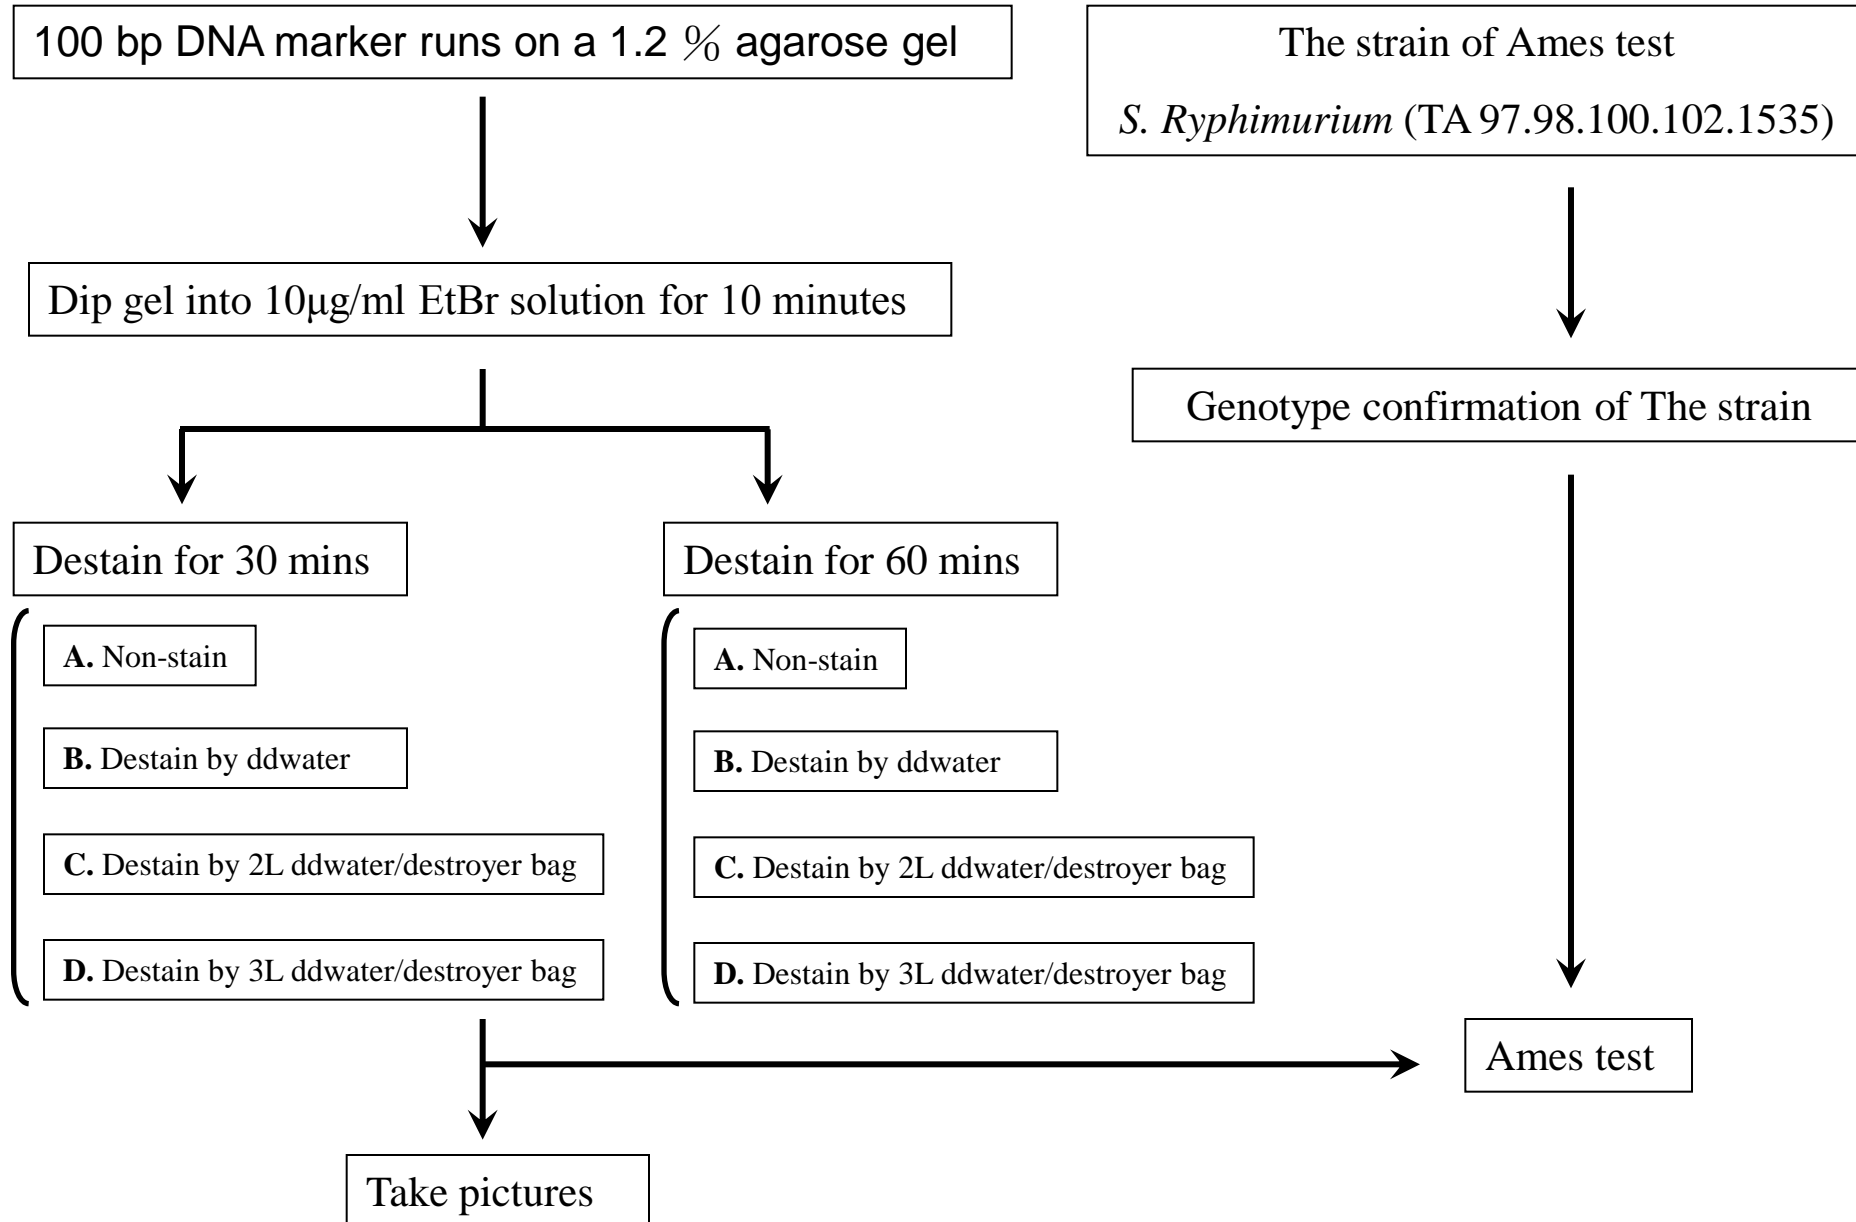 100 bp DNA marker runs on a 1.2 % agarose gel
The strain of Ames test
S. Ryphimurium (TA 97.98.100.102.1535)
Dip gel into 10μg/ml EtBr solution for 10 minutes
Genotype confirmation of The strain
Destain for 30 mins
A. Non-stain
B. Destain by ddwater
C. Destain by 2L ddwater/destroyer bag
D. Destain by 3L ddwater/destroyer bag
Destain for 60 mins
A. Non-stain
B. Destain by ddwater
C. Destain by 2L ddwater/destroyer bag
D. Destain by 3L ddwater/destroyer bag
Ames test
Take pictures